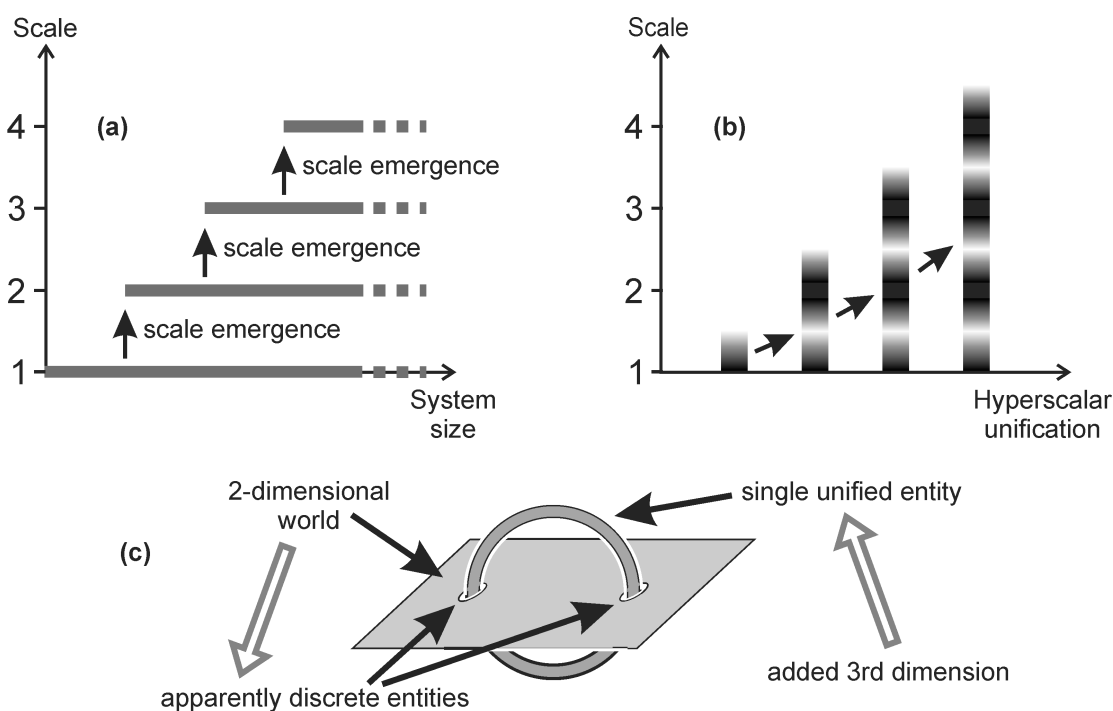 Scale
(a)
4
scale emergence
3
scale emergence
2
scale emergence
1
System
size
Scale
(b)
4
3
2
1
Hyperscalar
unification
(c)
2-dimensional
world
single unified entity
apparently discrete entities
added 3rd dimension